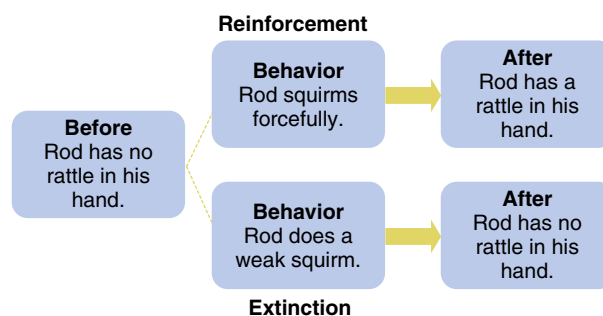 Reinforcement
Before
Rod has no
rattle in his
hand.
Behavior
Rod squirms
forcefully.
After
Rod has a
rattle in his
hand.
Behavior
Rod does a
weak squirm.
After
Rod has no
rattle in his
hand.
Extinction